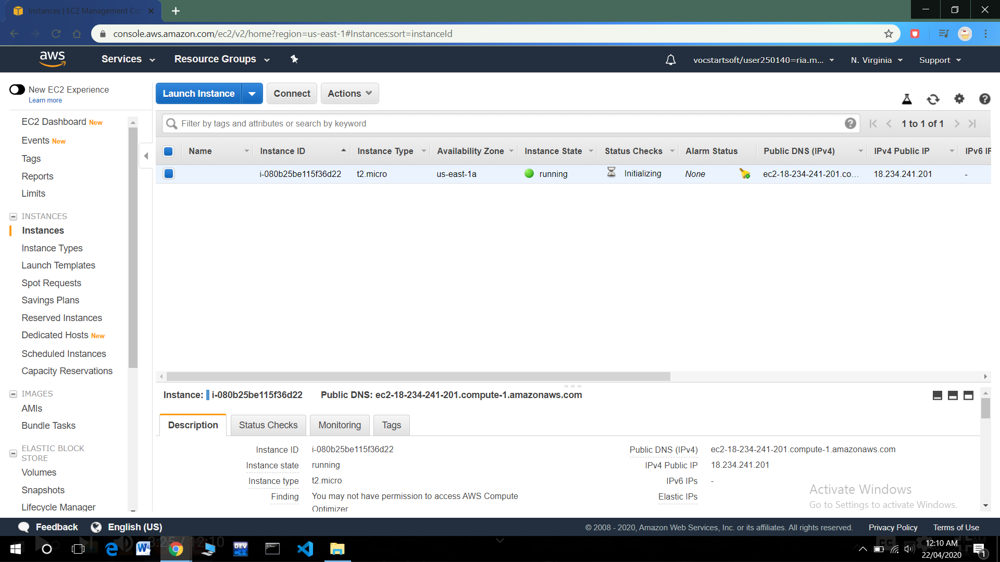 Instances | EC2 Management Co
console.aws.amazon.com/ec2/v2/home?region=us-east-1#Instances:sort=instanceId
aws
Services
Resource Groups
vocstartsoft/user250140=ria.m...
N. Virginia
Support
New EC2 Experience
Learn more
Launch Instance
Connect
Actions
Filter by tags and attributes or search by keyword
1 to 1 of 1
Name Instance ID Instance Type Availability Zone Instance State Status Checks Alarm Status Public DNS (IPv4) IPv4 Public IP IPv6 IP
i-080b25be115f36d22 t2.micro us-east-1a running Initializing None ec2-18-234-241-201.co... 18.234.241.201 -
EC2 Dashboard New
Events New
Tags
Reports
Limits
INSTANCES
Instances
Instance Types
Launch Templates
Spot Requests
Savings Plans
Reserved Instances
Dedicated Hosts New
Scheduled Instances
Capacity Reservations
IMAGES
AMIs
Bundle Tasks
ELASTIC BLOCK
STORE
Volumes
Snapshots
Lifecycle Manager
Instance: i-080b25be115f36d22 Public DNS: ec2-18-234-241-201.compute-1.amazonaws.com
Description
Status Checks
Monitoring
Tags
Instance ID i-080b25be115f36d22
Instance state running
Instance type t2.micro
Finding You may not have permission to access AWS Compute
Optimizer
Public DNS (IPv4) ec2-18-234-241-201.compute-1.amazonaws.com
IPv4 Public IP 18.234.241.201
IPv6 IPs -
Elastic IPs
Activate Windows
Go to Settings to activate Windows.
Feedback
English (US)
© 2008 - 2020, Amazon Web Services, Inc. or its affiliates. All rights reserved.
Privacy Policy
Terms of Use
3:25 / 12:10
DEV
C++
12:10 AM
22/04/2020
1